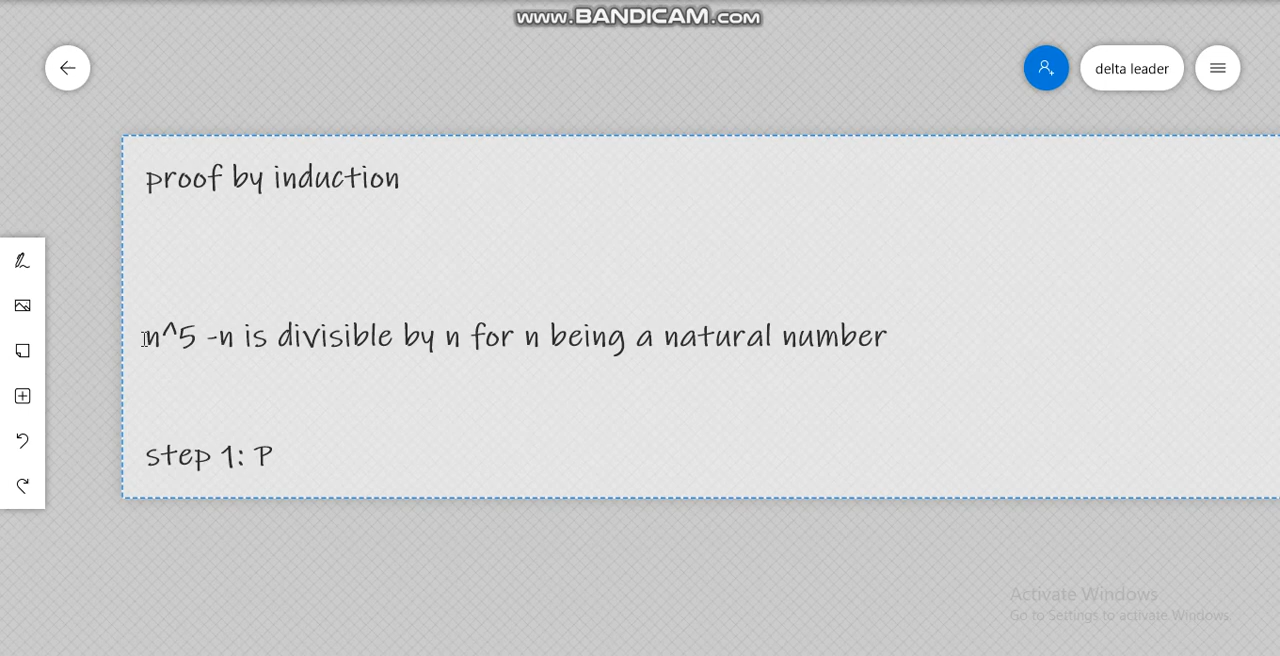 www.BANDICAM.com
delta leader
proof by induction
n^5 -n is divisible by n for n being a natural number
step 1: P
Activate Windows
Go to Settings to activate Windows.